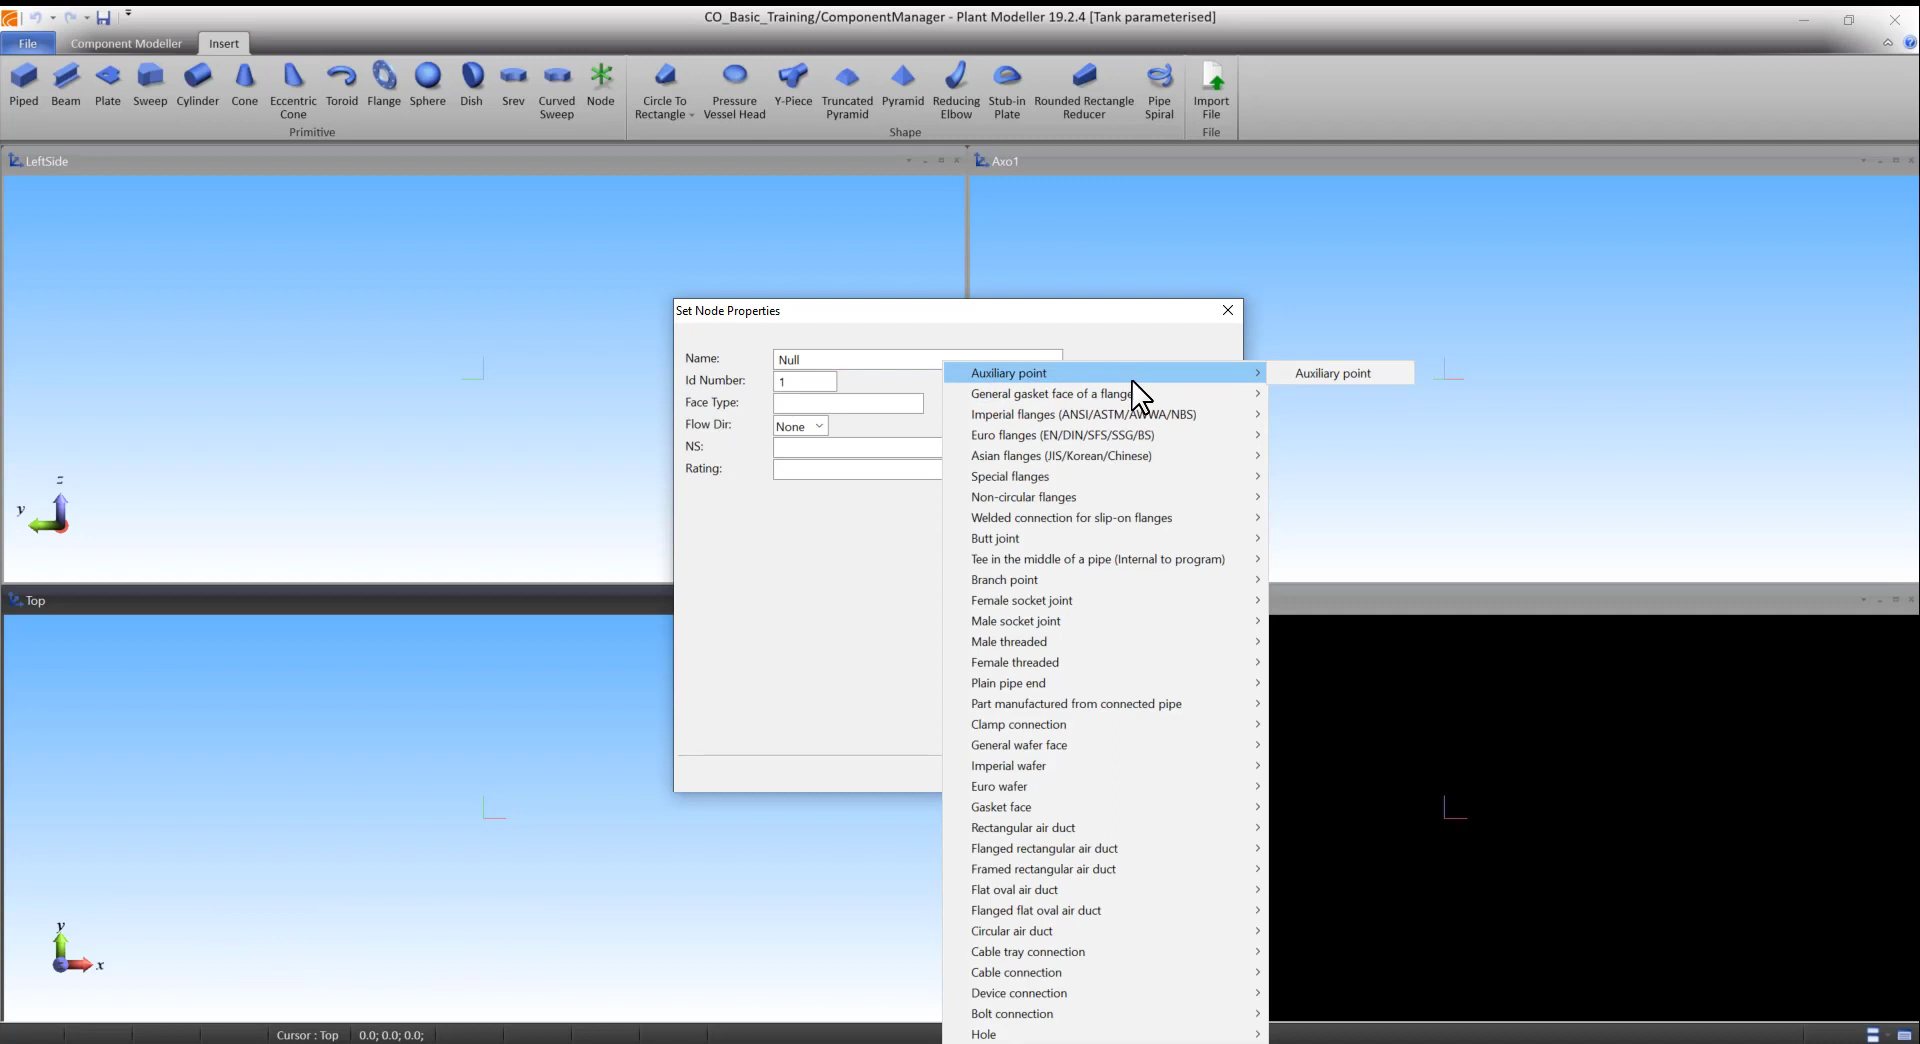 CO_Basic_Training/ComponentManager - Plant Modeller 19.2.4 [Tank parameterised]
File
Component Modeller
Insert
Piped
Beam
Plate
Sweep
Cylinder
Cone
Eccentric
Cone
Toroid
Flange
Sphere
Dish
Srev
Curved
Sweep
Node
Circle To
Rectangle
Pressure
Vessel Head
Y-Piece
Truncated
Pyramid
Pyramid
Reducing
Elbow
Stub-in
Plate
Rounded Rectangle
Reducer
Pipe
Spiral
Import
File
Primitive
Shape
File
LeftSide
Axo1
Set Node Properties
Name:
Null
Id Number:
1
Face Type:
Flow Dir:
None
NS:
Rating:
Auxiliary point
Auxiliary point
General gasket face of a flange
Imperial flanges (ANSI/ASTM/AWWA/NBS)
Euro flanges (EN/DIN/SFS/SSG/BS)
Asian flanges (JIS/Korean/Chinese)
Special flanges
Non-circular flanges
Welded connection for slip-on flanges
Butt joint
Tee in the middle of a pipe (Internal to program)
Branch point
Female socket joint
Male socket joint
Male threaded
Female threaded
Plain pipe end
Part manufactured from connected pipe
Clamp connection
General wafer face
Imperial wafer
Euro wafer
Gasket face
Rectangular air duct
Flanged rectangular air duct
Framed rectangular air duct
Flat oval air duct
Flanged flat oval air duct
Circular air duct
Cable tray connection
Cable connection
Device connection
Bolt connection
Hole
z
y
Top
y
x
Cursor : Top
0.0; 0.0; 0.0;